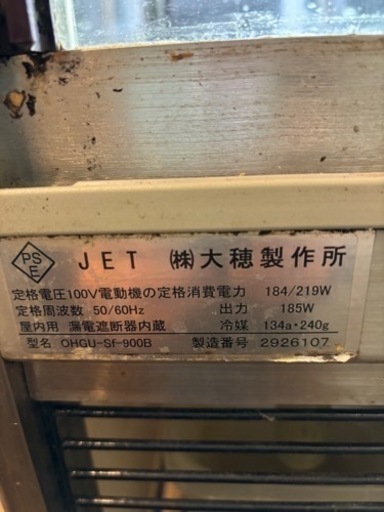 PS E JET ㈱大穂製作所
定格電圧100V電動機の定格消費電力 184/219W
定格周波数 50/60Hz 出力 185W
屋内用 漏電遮断器内蔵 冷媒 134a・240g
型名 OHGU-Sf-900B 製造番号 2926107